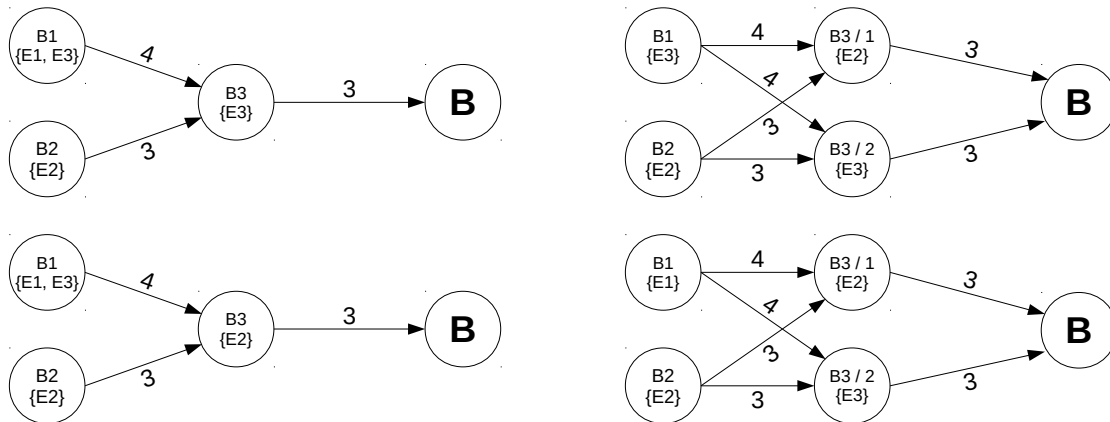 B1
{E1, E3}
4
B3
{E3}
3
B
B2
{E2}
3
B1
{E3}
4
B3 / 1
{E2}
3
4
B
3
B2
{E2}
3
B3 / 2
{E3}
3
B1
{E1, E3}
4
B3
{E2}
3
B
B2
{E2}
3
B1
{E1}
4
B3 / 1
{E2}
3
4
B
3
B2
{E2}
3
B3 / 2
{E3}
3